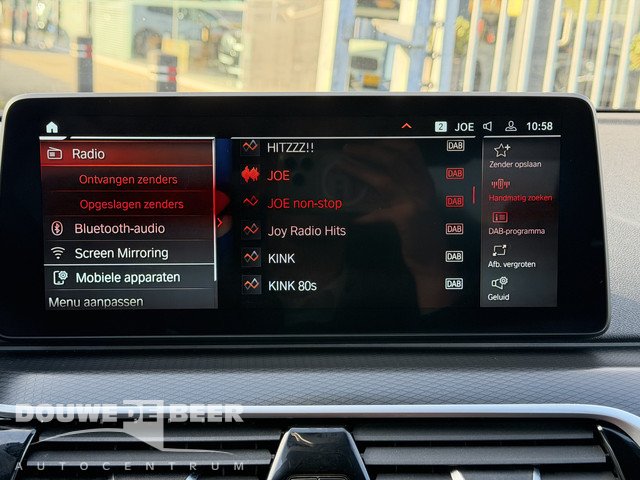 2 JOE 10:58
Radio
Ontvangen zenders
Opgeslagen zenders
Bluetooth-audio
Screen Mirroring
Mobiele apparaten
Menu aanpassen
HITZZZ!! DAB
JOE DAB
JOE non-stop DAB
Joy Radio Hits DAB
KINK DAB
KINK 80s DAB
Zender opslaan
Handmatig zoeken
DAB-programma
Afb. vergroten
Geluid
DOUWE DE BEER
AUTOCENTRUM